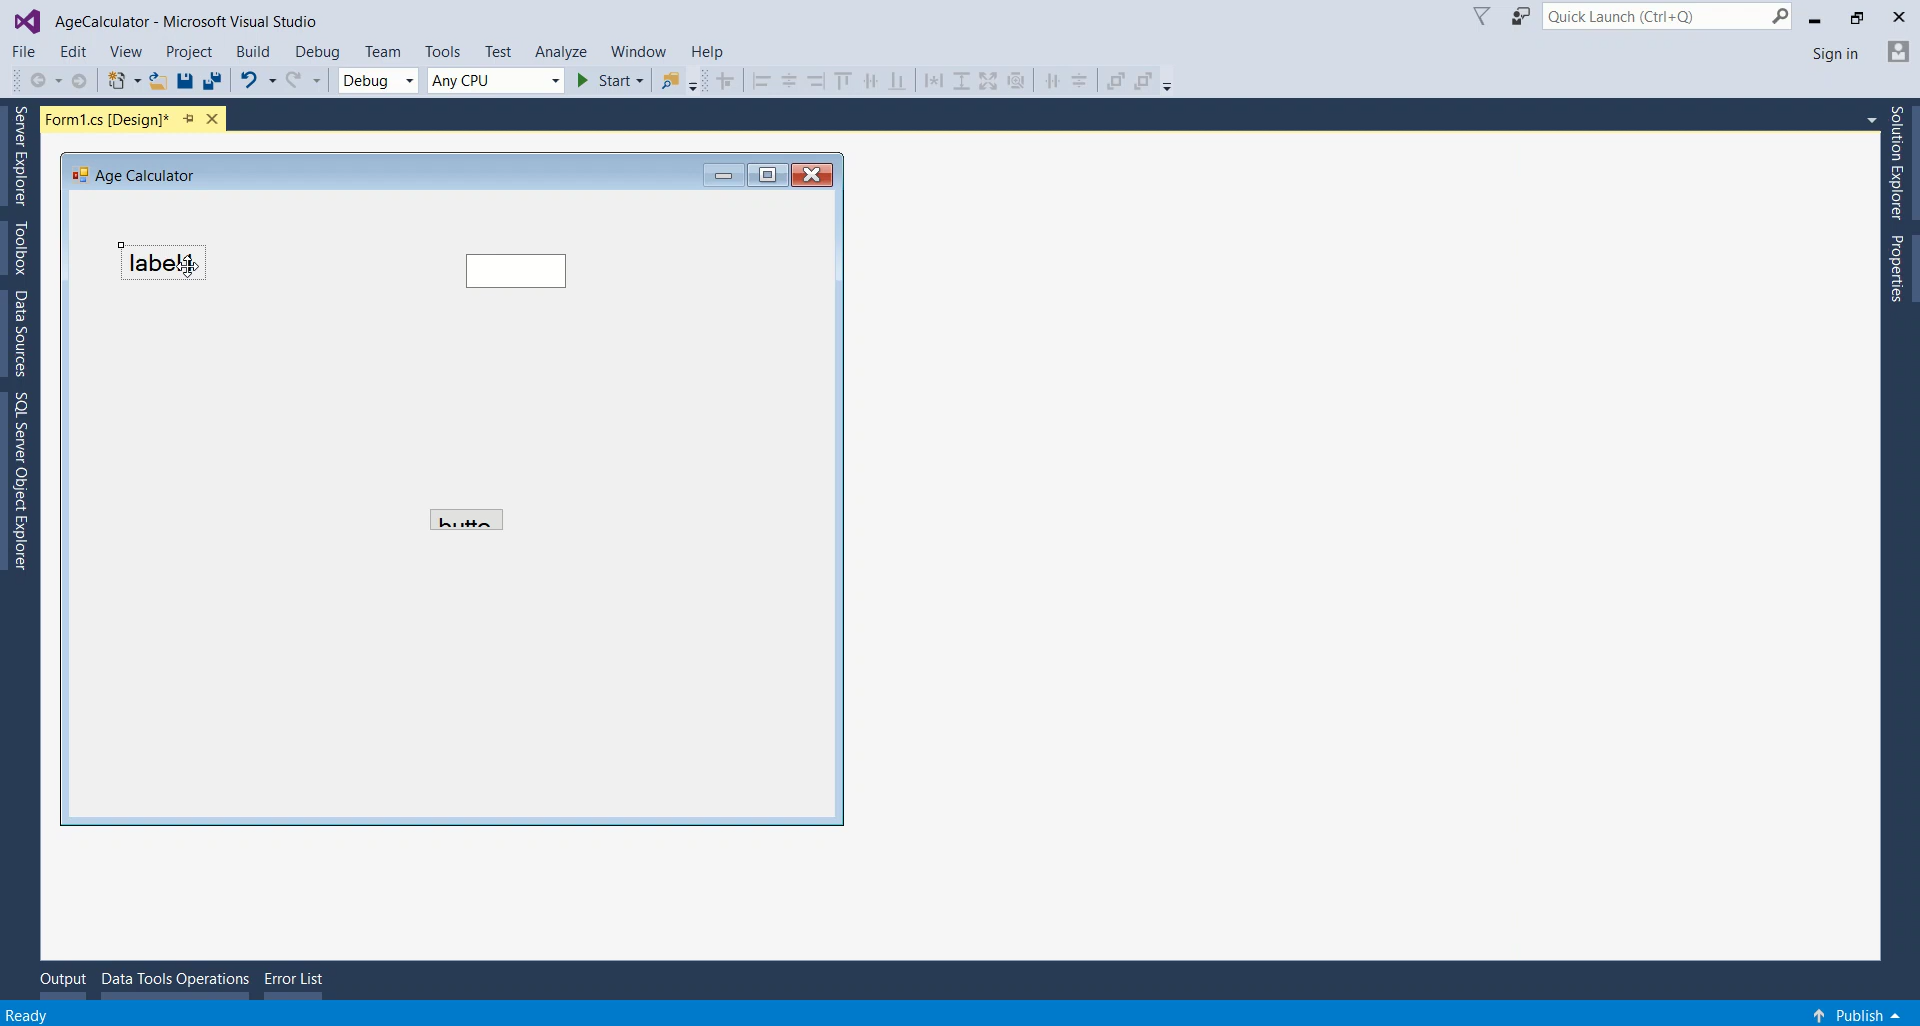 AgeCalculator - Microsoft Visual Studio
Quick Launch (Ctrl+Q)
File Edit View Project Build Debug Team Tools Test Analyze Window Help
Sign in
Debug Any CPU Start
Form1.cs [Design]*
Server Explorer
Toolbox
Data Sources
SQL Server Object Explorer
Age Calculator
label1
butto
Solution Explorer
Properties
Output Data Tools Operations Error List
Ready
Publish